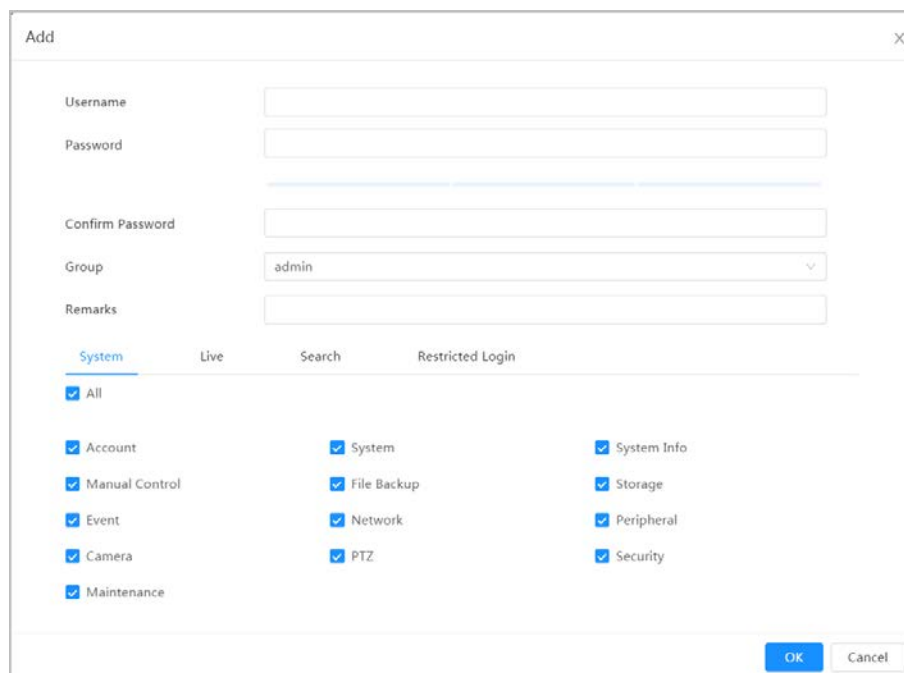 Add
Username
Password
Confirm Password
Group admin
Remarks
System Live Search Restricted Login
All
Account System System Info
Manual Control File Backup Storage
Event Network Peripheral
Camera PTZ Security
Maintenance
OK Cancel